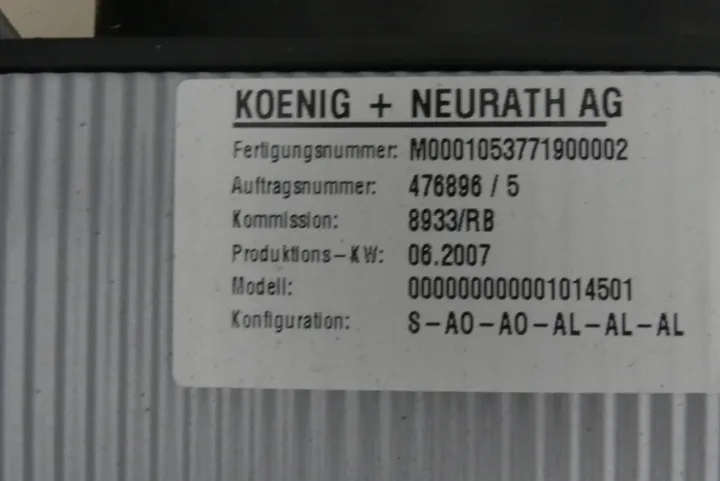 KOENIG + NEURATH AG
Fertigungsnummer: M0001053771900002
Auftragsnummer: 476896 / 5
Kommission: 8933/RB
Produktions-KW: 06.2007
Modell: 000000000001014501
Konfiguration: S-AO-AO-AL-AL-AL